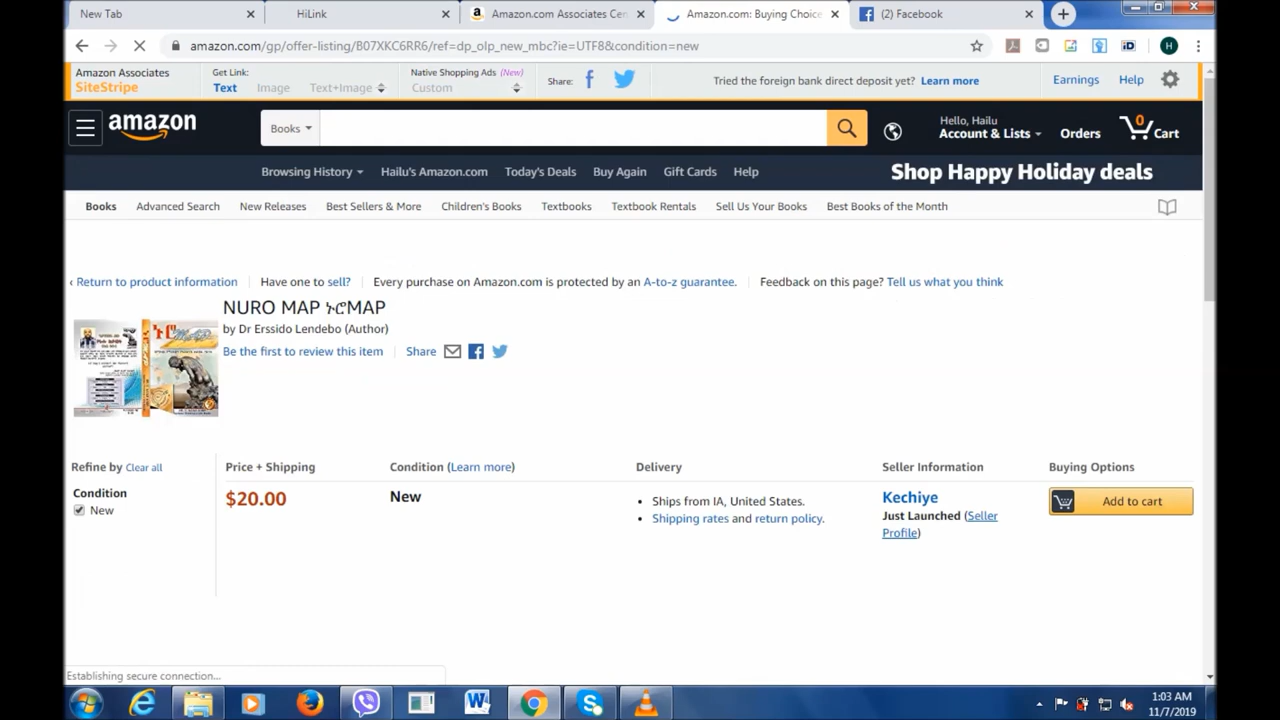 New Tab
HiLink
Amazon.com Associates Cen
Amazon.com: Buying Choice
(2) Facebook
amazon.com/gp/offer-listing/B07XKC6RR6/ref=dp_olp_new_mbc?ie=UTF8&condition=new
iD
H
Amazon Associates
SiteStripe
Get Link:
Text
Image
Text+Image
Native Shopping Ads (New)
Custom
Share:
Tried the foreign bank direct deposit yet? Learn more
Earnings
Help
amazon
Books
Hello, Hailu
Account & Lists
Orders
0
Cart
Browsing History
Hailu's Amazon.com
Today's Deals
Buy Again
Gift Cards
Help
Shop Happy Holiday deals
Books
Advanced Search
New Releases
Best Sellers & More
Children's Books
Textbooks
Textbook Rentals
Sell Us Your Books
Best Books of the Month
‹ Return to product information
Have one to sell?
Every purchase on Amazon.com is protected by an A-to-z guarantee.
Feedback on this page? Tell us what you think
NURO MAP ኑሮMAP
by Dr Erssido Lendebo (Author)
Be the first to review this item
Share
Refine by Clear all
Condition
New
Price + Shipping
Condition (Learn more)
Delivery
Seller Information
Buying Options
$20.00
New
• Ships from IA, United States.
• Shipping rates and return policy.
Kechiye
Just Launched (Seller
Profile)
Add to cart
Establishing secure connection...
1:03 AM
11/7/2019